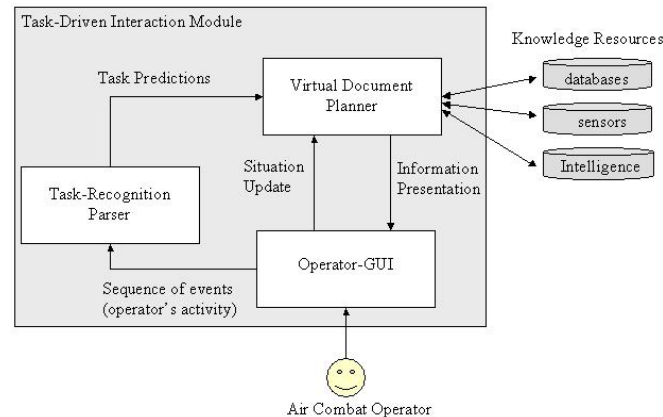 Task-Driven Interaction Module
Knowledge Resources
Task Predictions
Virtual Document
Planner
databases
sensors
Intelligence
Situation
Update
Information
Presentation
Task-Recognition
Parser
Operator-GUI
Sequence of events
(operator's activity)
Air Combat Operator